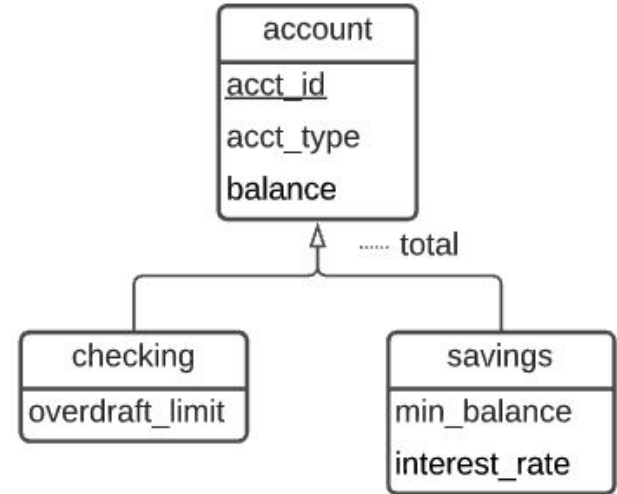 account
acct_id
acct_type
balance
total
checking
overdraft_limit
savings
min_balance
interest_rate